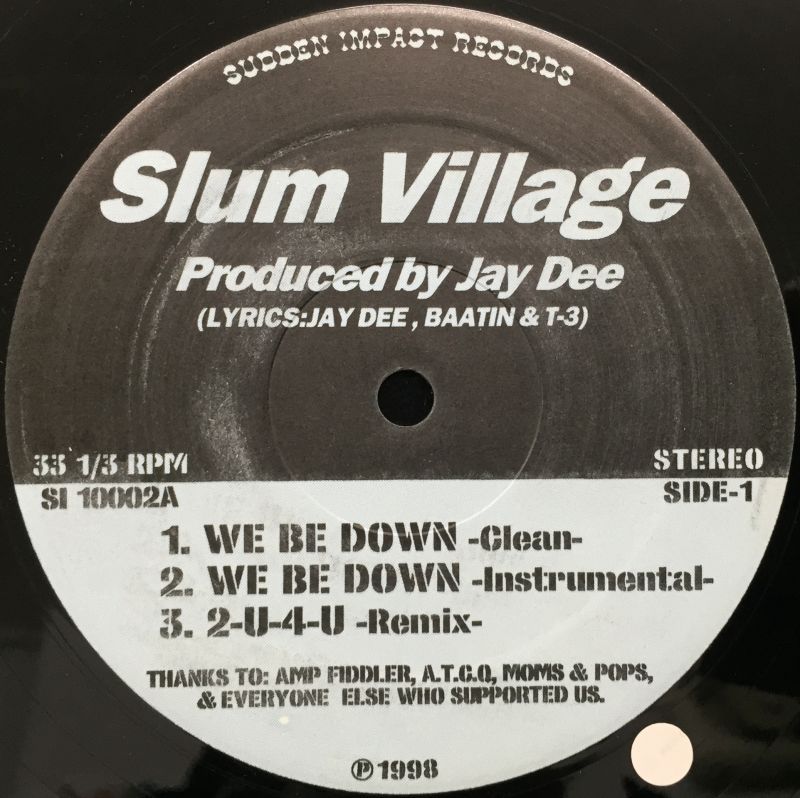 SUDDEN IMPACT RECORDS
Slum Village
Produced by Jay Dee
(LYRICS:JAY DEE, BAATIN & T-3)
33 1/3 RPM
STEREO
SI 10002A
SIDE-1
1. WE BE DOWN -Clean-
2. WE BE DOWN -Instrumental-
3. 2-U-4-U -Remix-
THANKS TO: AMP FIDDLER, A.T.C.Q, MOMS & POPS,
& EVERYONE ELSE WHO SUPPORTED US.
℗ 1998